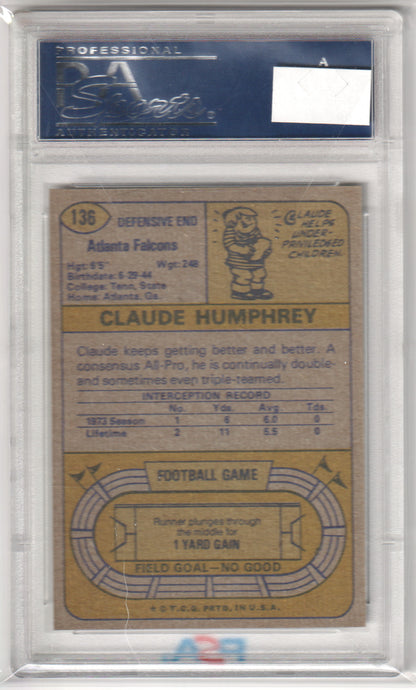 PROFESSIONAL
PSA
Sports
AUTHENTICATOR
A
136
DEFENSIVE END
Atlanta Falcons
Hgt: 6'5" Wgt: 248
Birthdate: 6-29-44
College: Tenn. State
Home: Atlanta, Ga.
CLAUDE
HELPS
UNDER-
PRIVILEDGED
CHILDREN.
CLAUDE HUMPHREY
Claude keeps getting better and better. A
consensus All-Pro, he is continually double-
and sometimes even triple-teamed.
INTERCEPTION RECORD
No. Yds. Avg. Tds.
1973 Season 1 6 6.0 0
Lifetime 2 11 5.5 0
FOOTBALL GAME
Runner plunges through
the middle for
1 YARD GAIN
FIELD GOAL—NO GOOD
© T.C.G. PRTD. IN U.S.A.
PSA